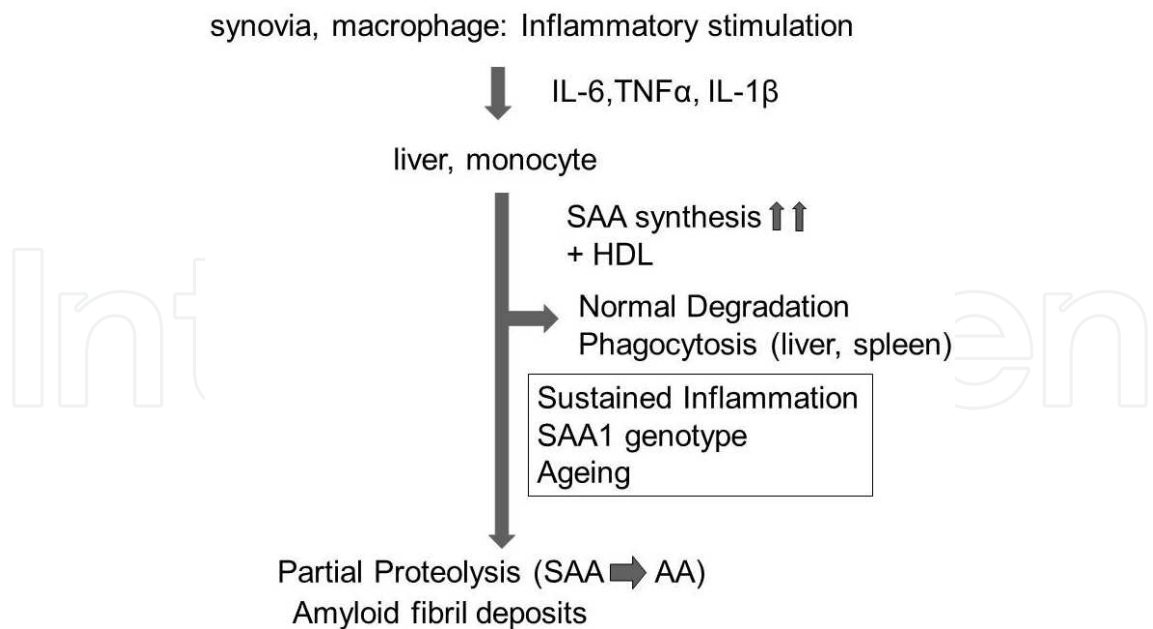 synovia, macrophage: Inflammatory stimulation
IL-6,TNFα, IL-1β
liver, monocyte
SAA synthesis
+ HDL
Normal Degradation
Phagocytosis (liver, spleen)
Sustained Inflammation
SAA1 genotype
Ageing
Partial Proteolysis (SAA AA)
Amyloid fibril deposits